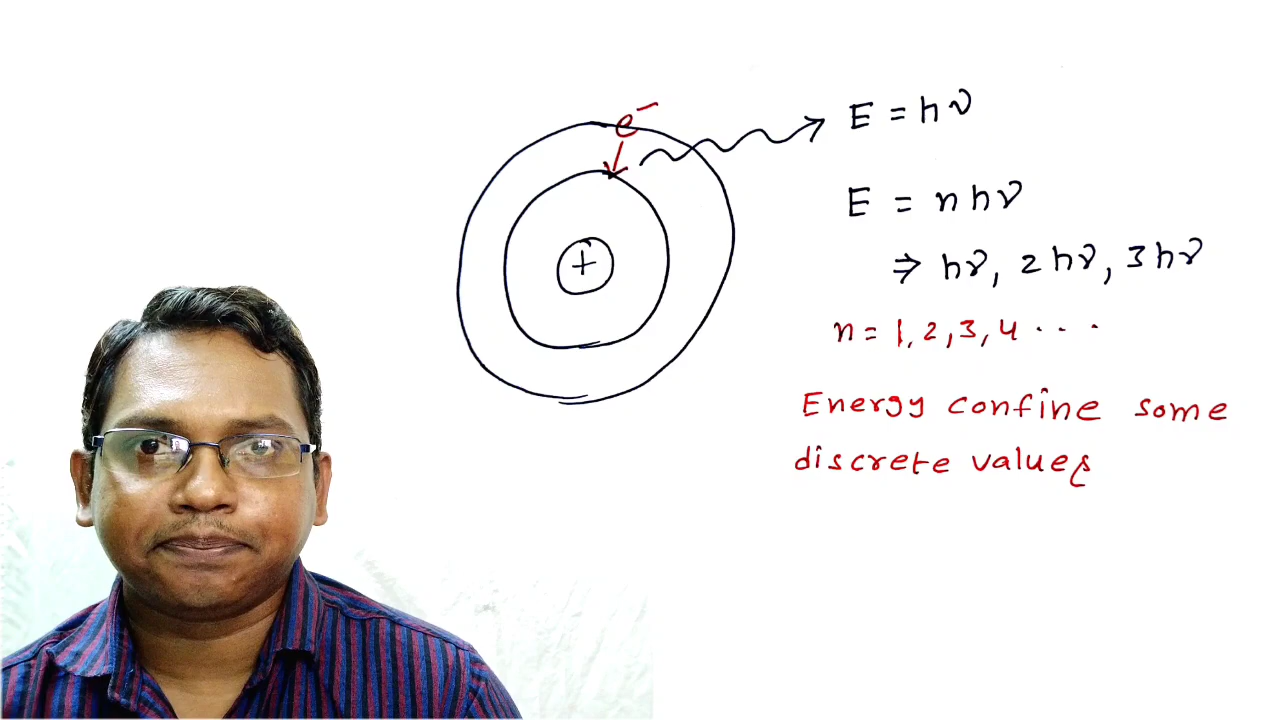 e⁻
E = hν
E = nhν
⇒ hν, 2hν, 3hν
n = 1, 2, 3, 4 ...
Energy confine some
discrete values
+